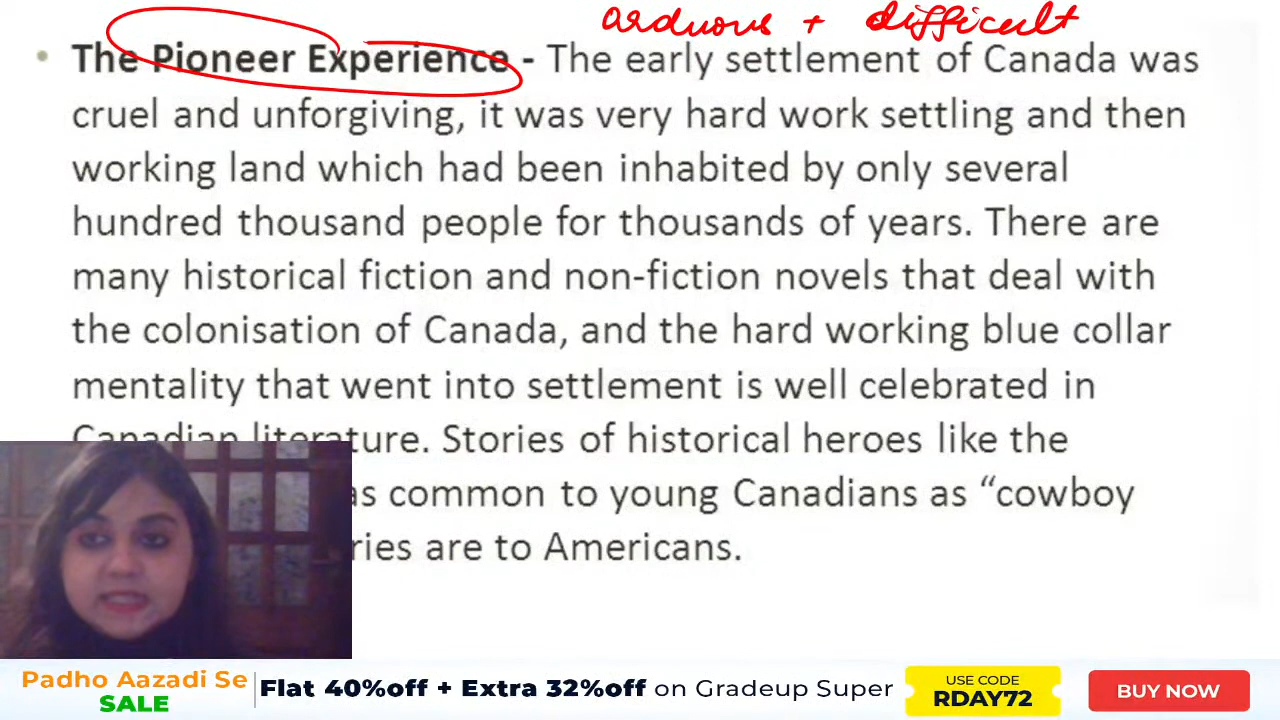 arduous + difficult
• The Pioneer Experience - The early settlement of Canada was
cruel and unforgiving, it was very hard work settling and then
working land which had been inhabited by only several
hundred thousand people for thousands of years. There are
many historical fiction and non-fiction novels that deal with
the colonisation of Canada, and the hard working blue collar
mentality that went into settlement is well celebrated in
Canadian literature. Stories of historical heroes like the
as common to young Canadians as “cowboy
are to Americans.
Padho Aazadi Se
SALE
Flat 40%off + Extra 32%off on Gradeup Super
USE CODE
RDAY72
BUY NOW